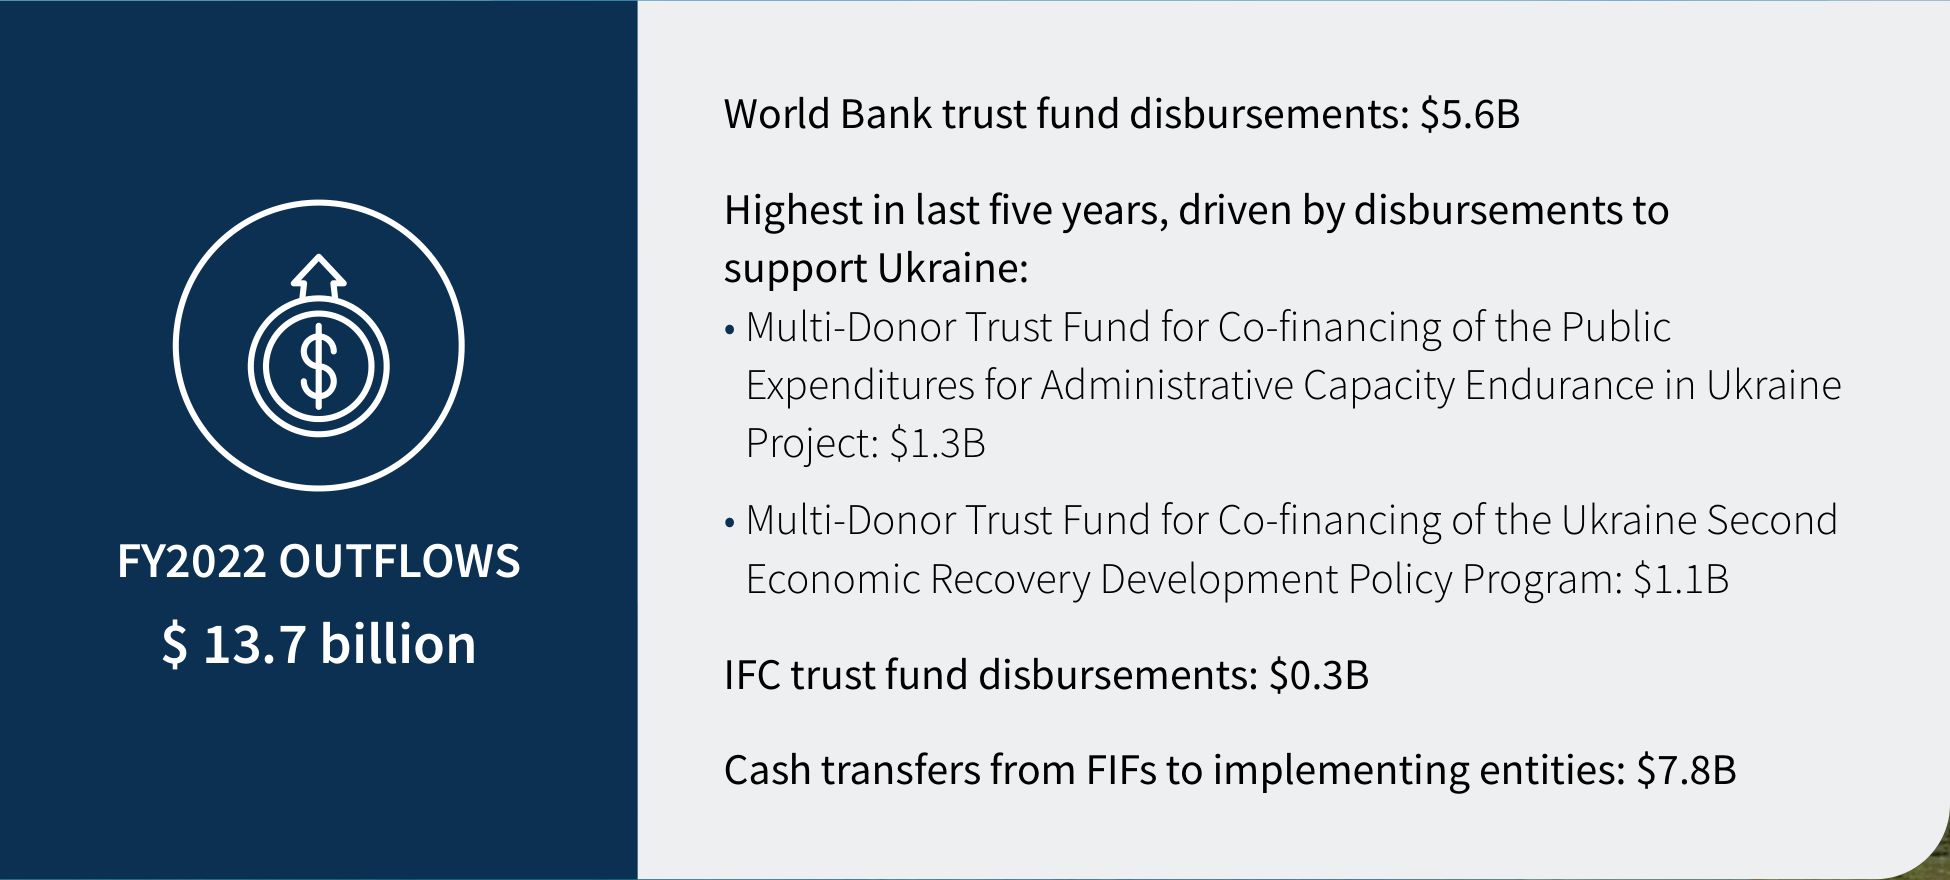 FY2022 OUTFLOWS
$ 13.7 billion
World Bank trust fund disbursements: $5.6B
Highest in last five years, driven by disbursements to
support Ukraine:
• Multi-Donor Trust Fund for Co-financing of the Public
Expenditures for Administrative Capacity Endurance in Ukraine
Project: $1.3B
• Multi-Donor Trust Fund for Co-financing of the Ukraine Second
Economic Recovery Development Policy Program: $1.1B
IFC trust fund disbursements: $0.3B
Cash transfers from FIFs to implementing entities: $7.8B